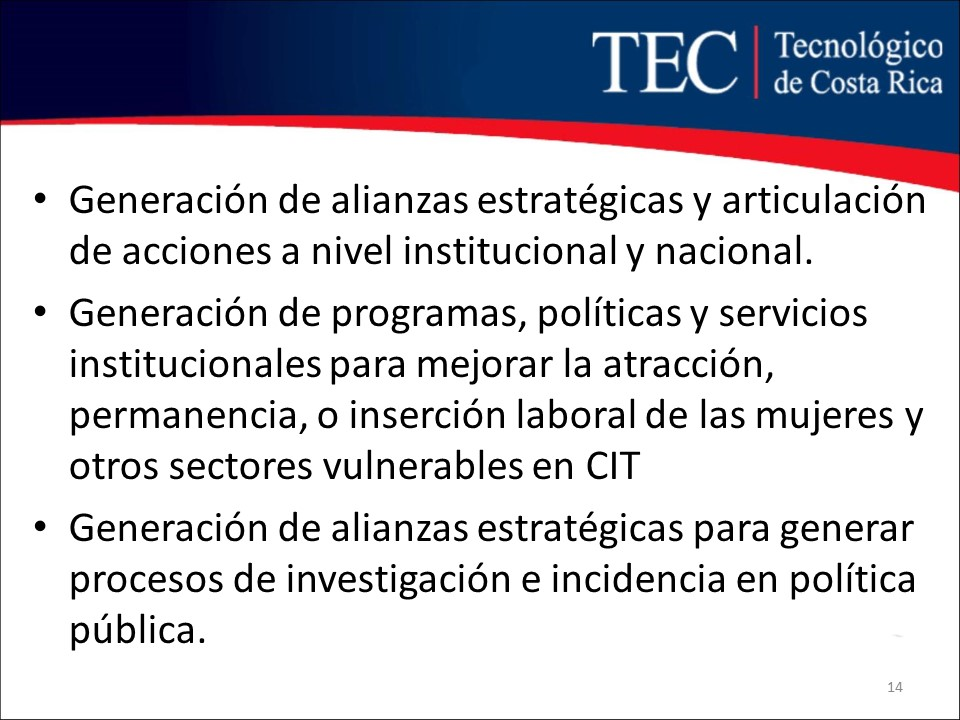 TEC | Tecnológico
de Costa Rica
• Generación de alianzas estratégicas y articulación
de acciones a nivel institucional y nacional.
• Generación de programas, políticas y servicios
institucionales para mejorar la atracción,
permanencia, o inserción laboral de las mujeres y
otros sectores vulnerables en CIT
• Generación de alianzas estratégicas para generar
procesos de investigación e incidencia en política
pública.
14